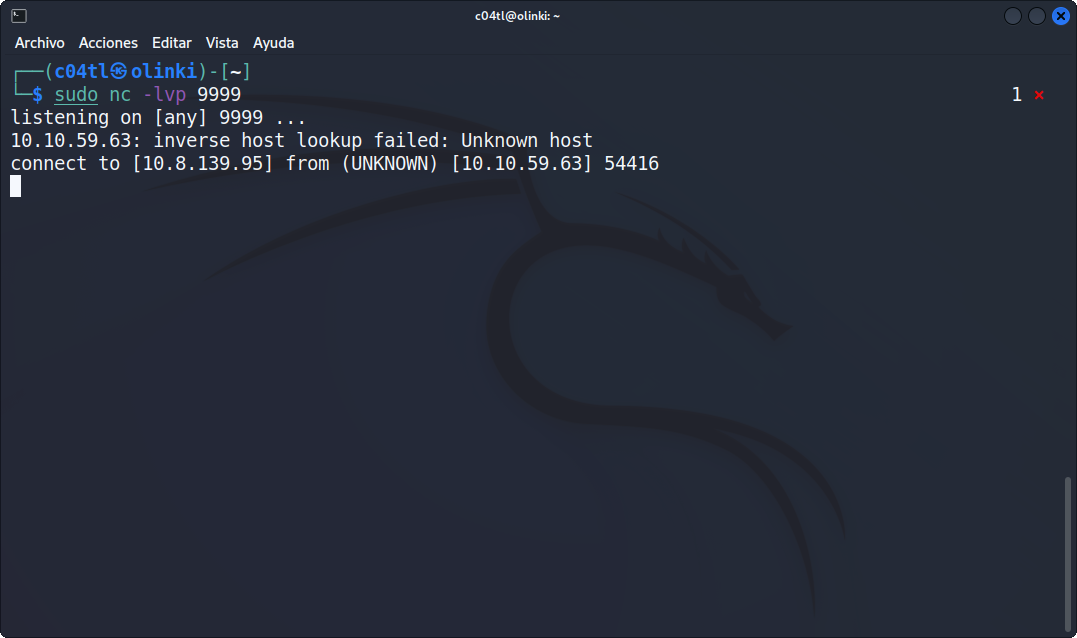 c04tl@olinki: ~
Archivo Acciones Editar Vista Ayuda
┌──(c04tl㉿olinki)-[~]
└─$ sudo nc -lvp 9999 1 ⨯
listening on [any] 9999 ...
10.10.59.63: inverse host lookup failed: Unknown host
connect to [10.8.139.95] from (UNKNOWN) [10.10.59.63] 54416